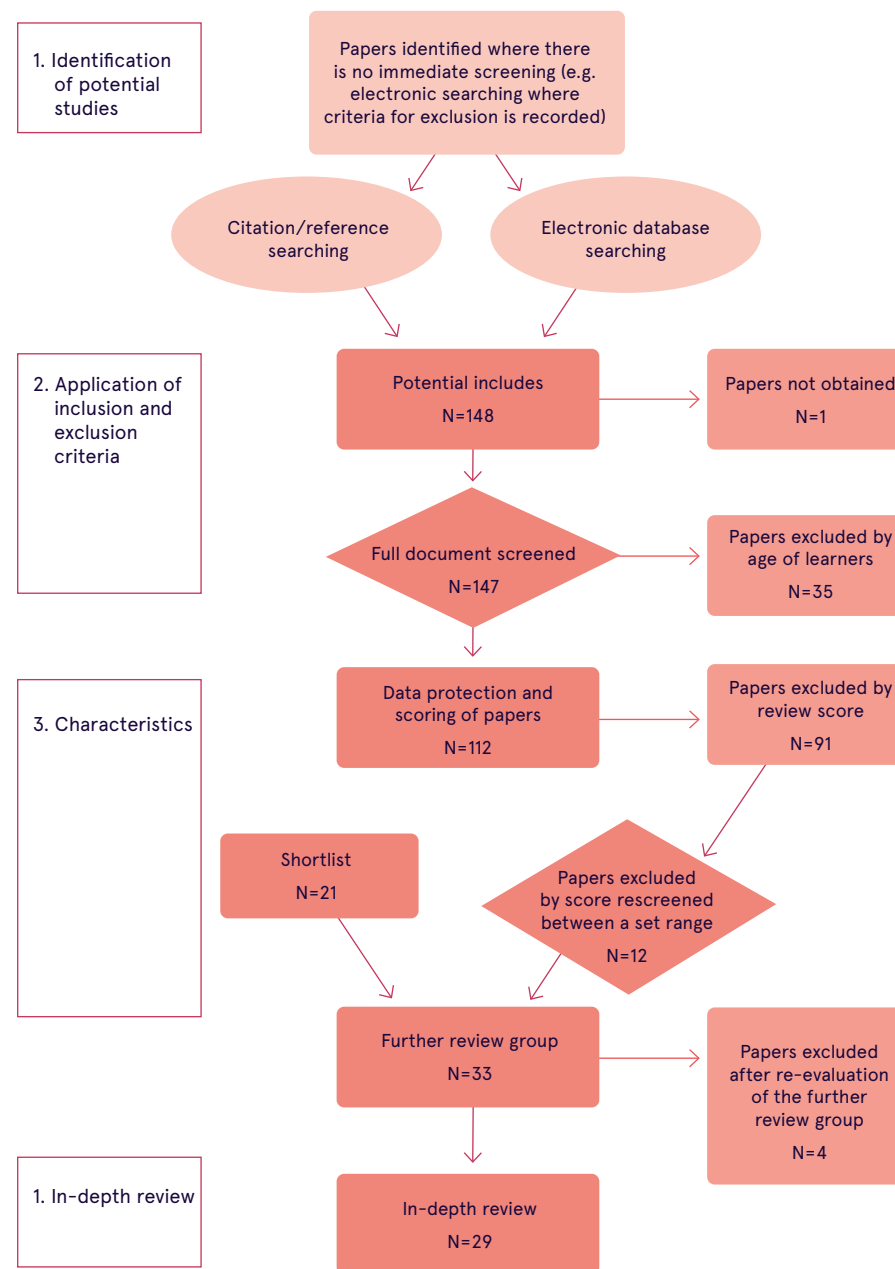 1. Identification
of potential
studies
Papers identified where there
is no immediate screening (e.g.
electronic searching where
criteria for exclusion is recorded)
Citation/reference
searching
Electronic database
searching
2. Application of
inclusion and
exclusion
criteria
Potential includes
N=148
Papers not obtained
N=1
Full document screened
N=147
Papers excluded by
age of learners
N=35
3. Characteristics
Data protection and
scoring of papers
N=112
Papers excluded by
review score
N=91
Shortlist
N=21
Papers excluded
by score rescreened
between a set range
N=12
Further review group
N=33
Papers excluded
after re-evaluation
of the further
review group
N=4
1. In-depth review
In-depth review
N=29